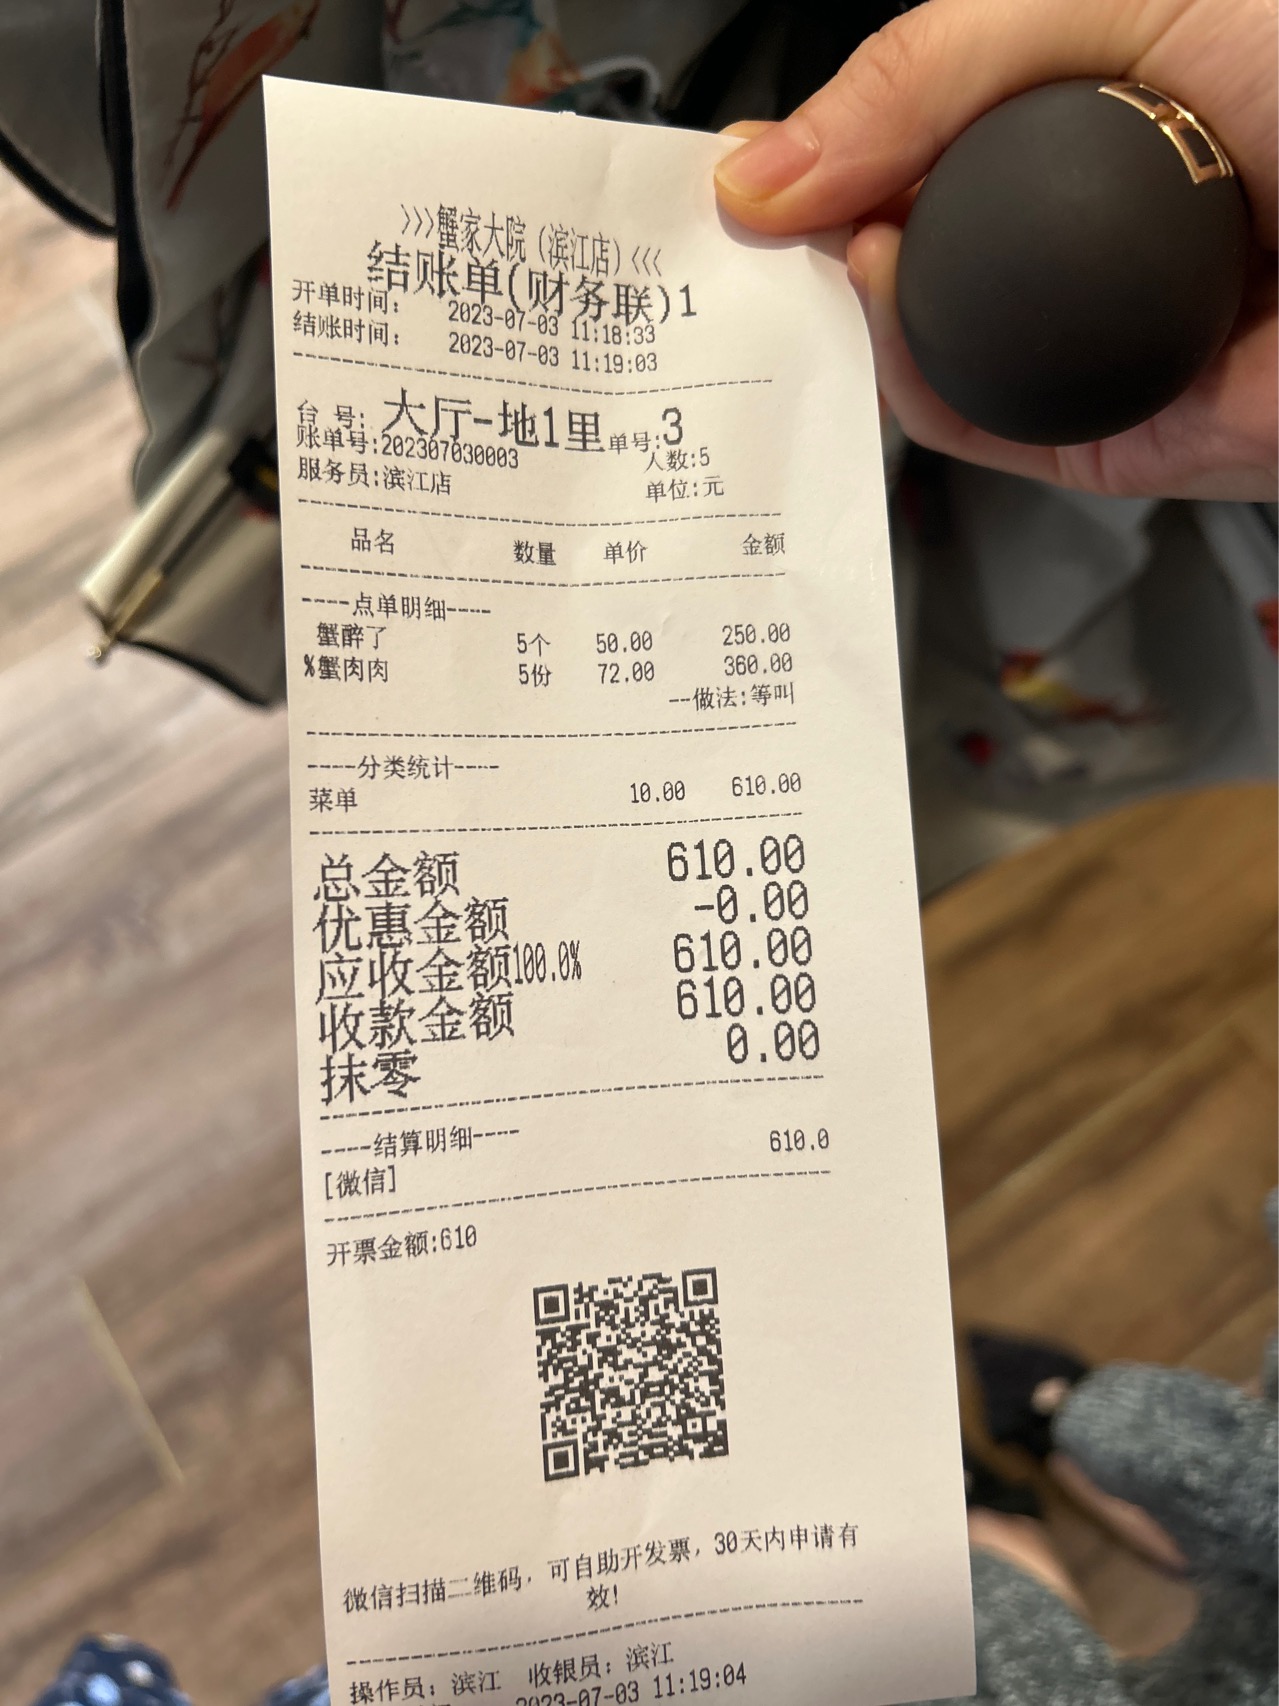 >>>蟹家大院（滨江店）<<<
结账单(财务联)1
开单时间： 2023-07-03 11:18:33
结账时间： 2023-07-03 11:19:03
台 号: 大厅-地1里 单号:3
账单号:202307030003 人数:5
服务员:滨江店 单位:元
品名 数量 单价 金额
----点单明细----
蟹醉了 5个 50.00 250.00
%蟹肉肉 5份 72.00 360.00
--做法:等叫
----分类统计----
菜单 10.00 610.00
总金额 610.00
优惠金额 -0.00
应收金额100.0% 610.00
收款金额 610.00
抹零 0.00
----结算明细----
[微信] 610.0
开票金额:610
微信扫描二维码，可自助开发票，30天内申请有
效!
操作员：滨江 收银员：滨江
2023-07-03 11:19:04